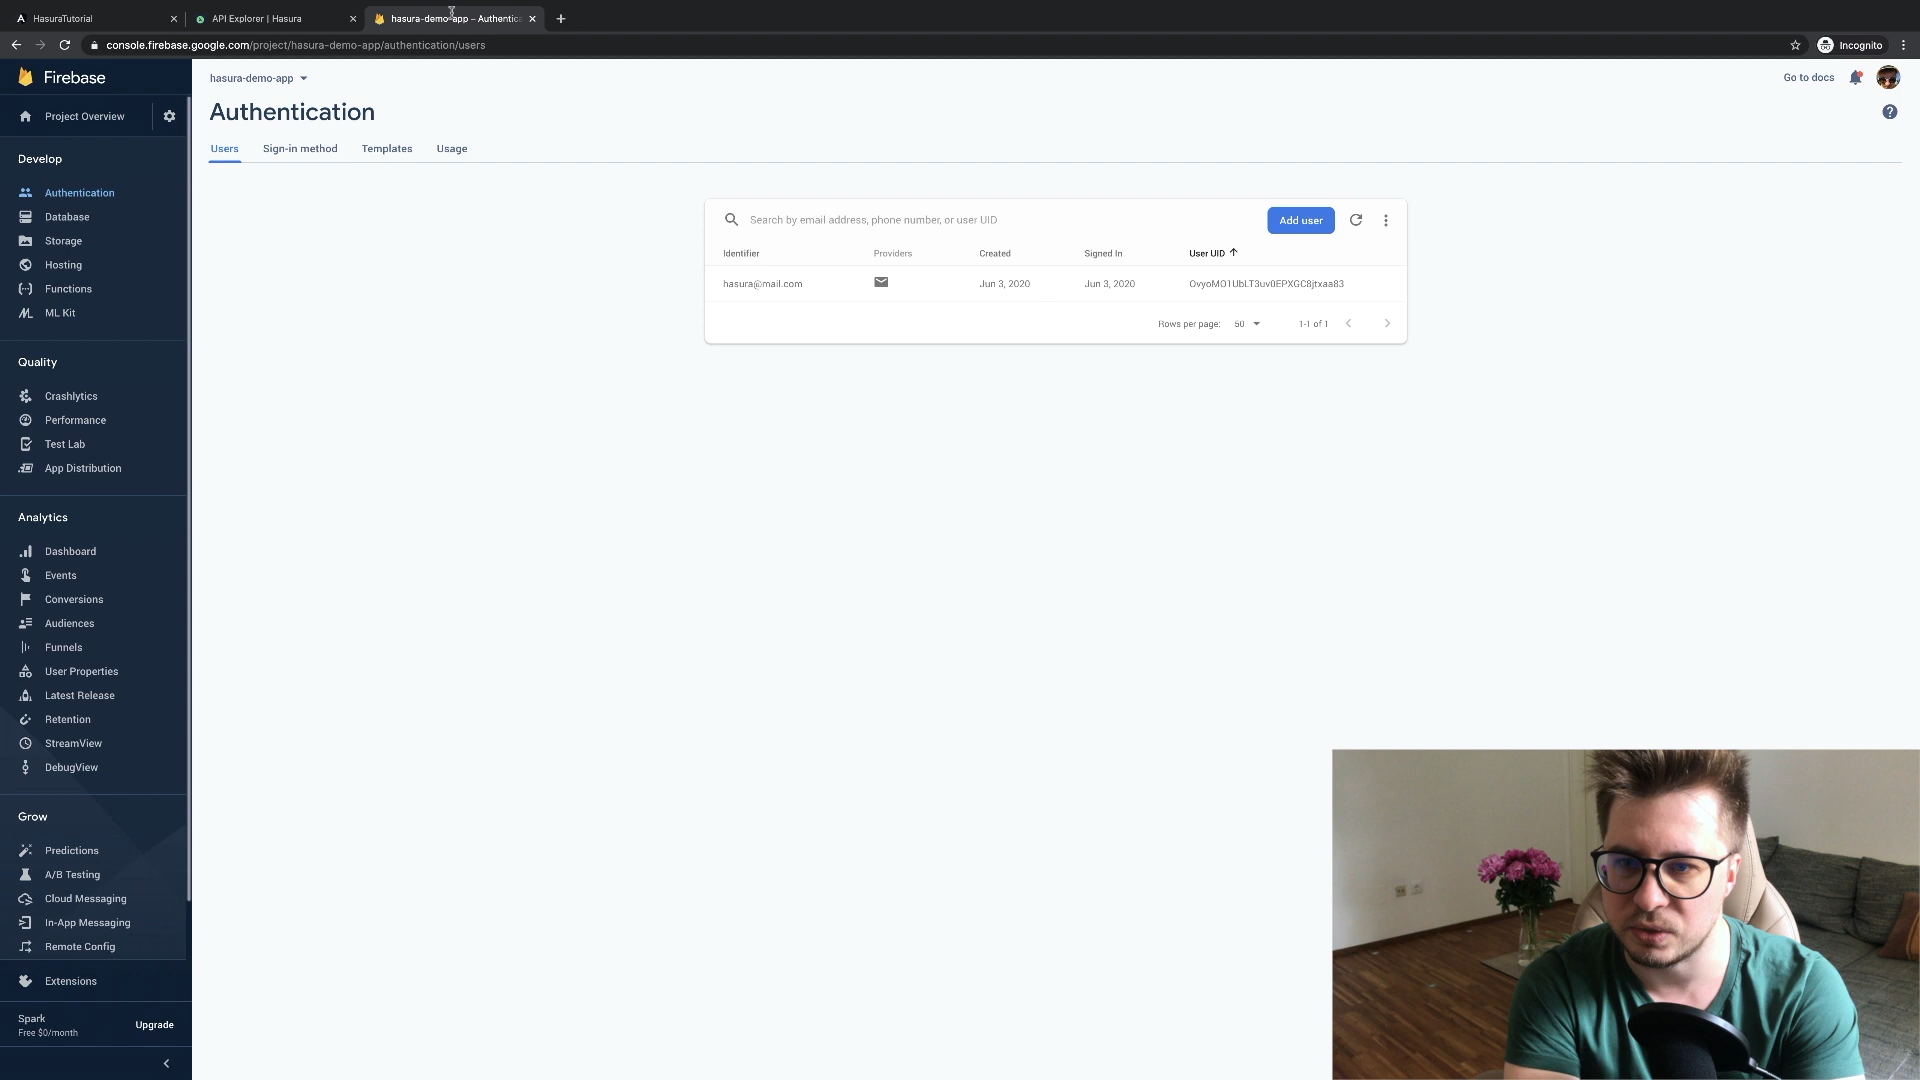 HasuraTutorial
API Explorer | Hasura
hasura-demo-app – Authentica
console.firebase.google.com/project/hasura-demo-app/authentication/users
Incognito
Firebase
Project Overview
Develop
Authentication
Database
Storage
Hosting
Functions
ML Kit
Quality
Crashlytics
Performance
Test Lab
App Distribution
Analytics
Dashboard
Events
Conversions
Audiences
Funnels
User Properties
Latest Release
Retention
StreamView
DebugView
Grow
Predictions
A/B Testing
Cloud Messaging
In-App Messaging
Remote Config
Extensions
Spark
Free $0/month
Upgrade
hasura-demo-app
Go to docs
Authentication
Users Sign-in method Templates Usage
Search by email address, phone number, or user UID
Add user
Identifier Providers Created Signed In User UID
hasura@mail.com Jun 3, 2020 Jun 3, 2020 OvyoMO1UbLT3uv0EPXGC8jtxaa83
Rows per page: 50 1-1 of 1